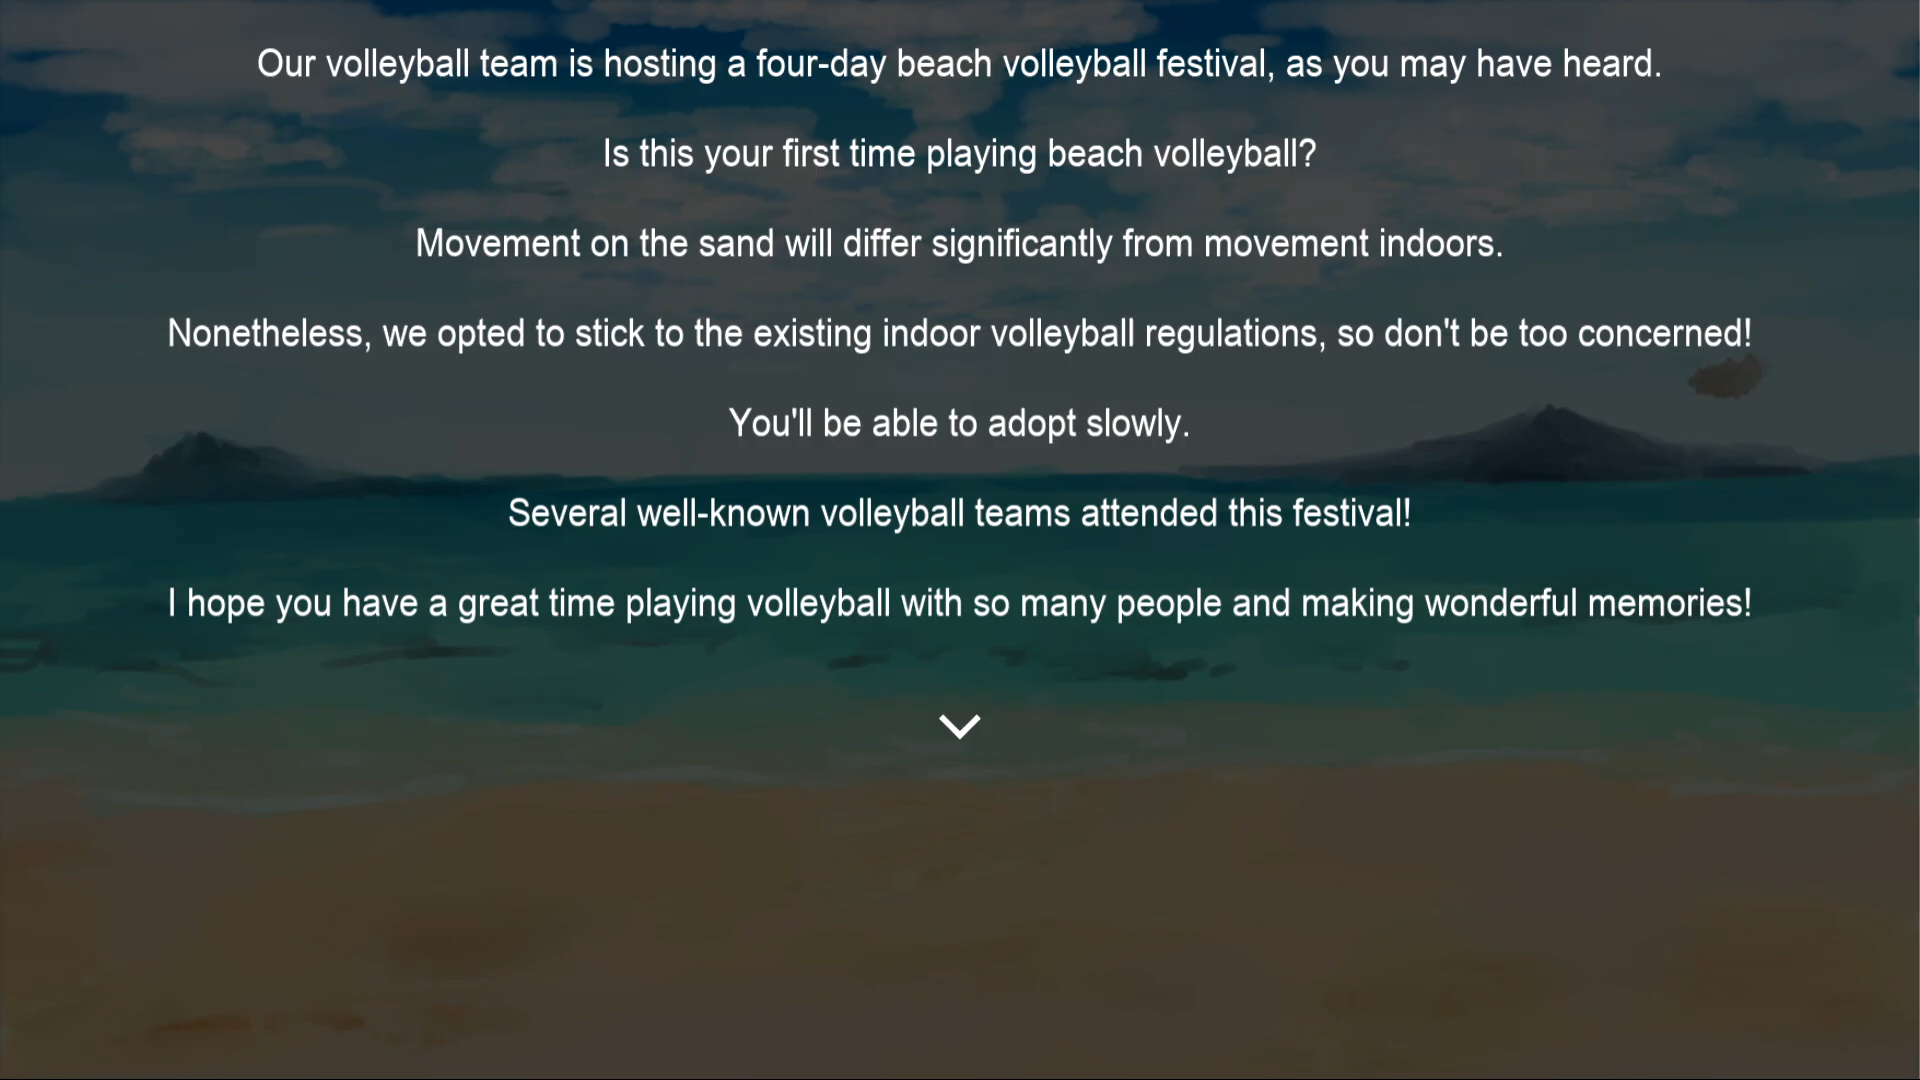 Our volleyball team is hosting a four-day beach volleyball festival, as you may have heard.
Is this your first time playing beach volleyball?
Movement on the sand will differ significantly from movement indoors.
Nonetheless, we opted to stick to the existing indoor volleyball regulations, so don't be too concerned!
You'll be able to adopt slowly.
Several well-known volleyball teams attended this festival!
I hope you have a great time playing volleyball with so many people and making wonderful memories!